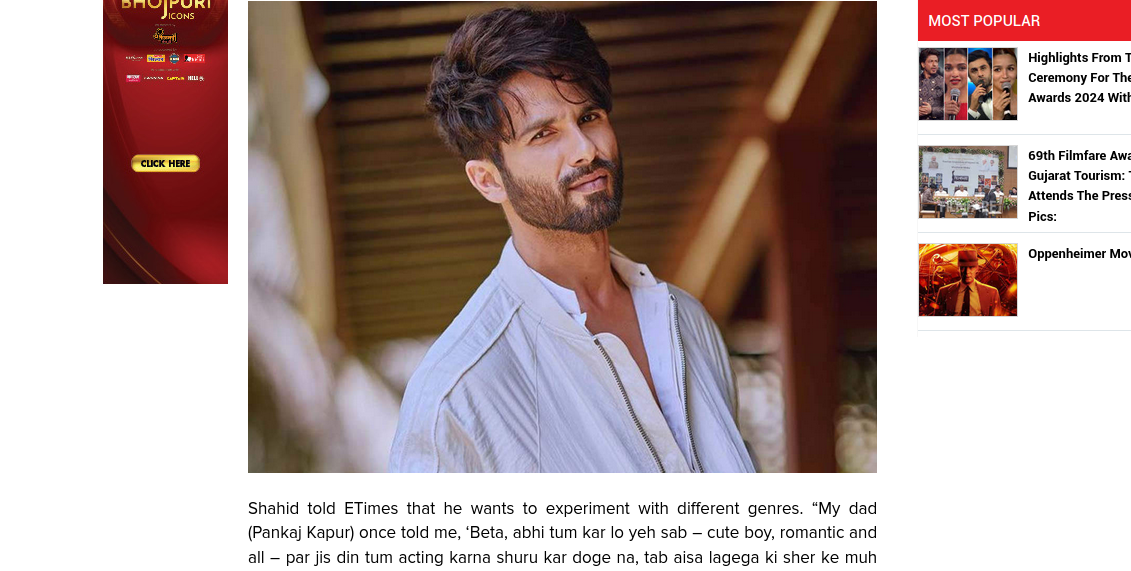 BHOJPURI
ICONS
CLICK HERE
Shahid told ETimes that he wants to experiment with different genres. “My dad
(Pankaj Kapur) once told me, ‘Beta, abhi tum kar lo yeh sab – cute boy, romantic and
all – par jis din tum acting karna shuru kar doge na, tab aisa lagega ki sher ke muh
MOST POPULAR
Highlights From T
Ceremony For The
Awards 2024 With
69th Filmfare Awa
Gujarat Tourism: T
Attends The Press
Pics:
Oppenheimer Mov